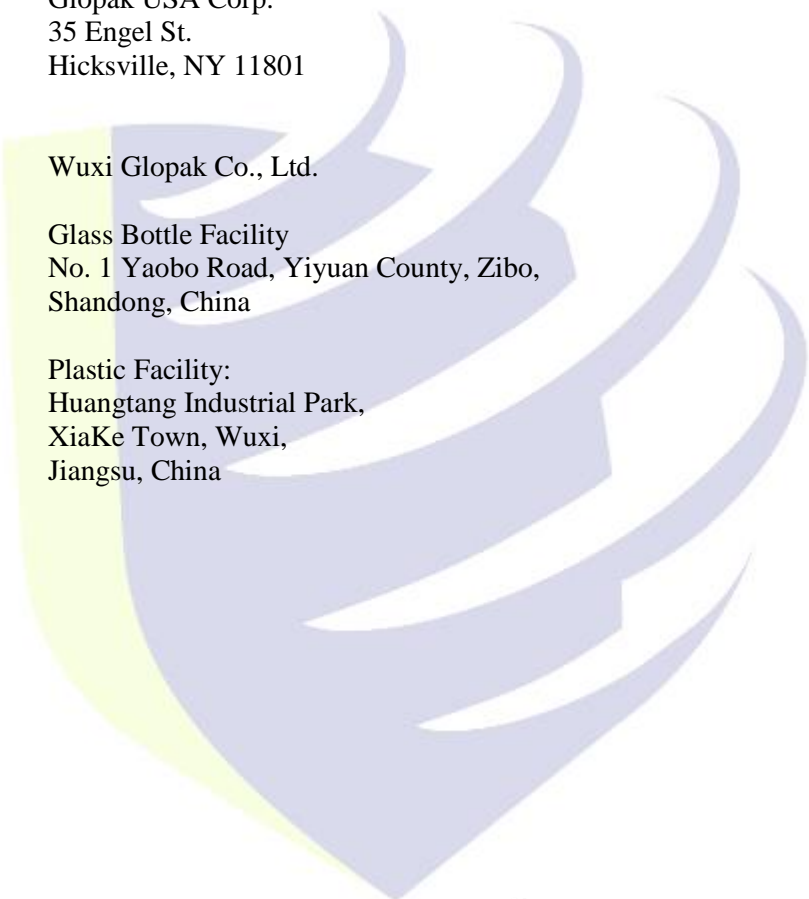 Glopak USA Corp.
35 Engel St.
Hicksville, NY 11801
Wuxi Glopak Co., Ltd.
Glass Bottle Facility
No. 1 Yaobo Road, Yiyuan County, Zibo,
Shandong, China
Plastic Facility:
Huangtang Industrial Park,
XiaKe Town, Wuxi,
Jiangsu, China